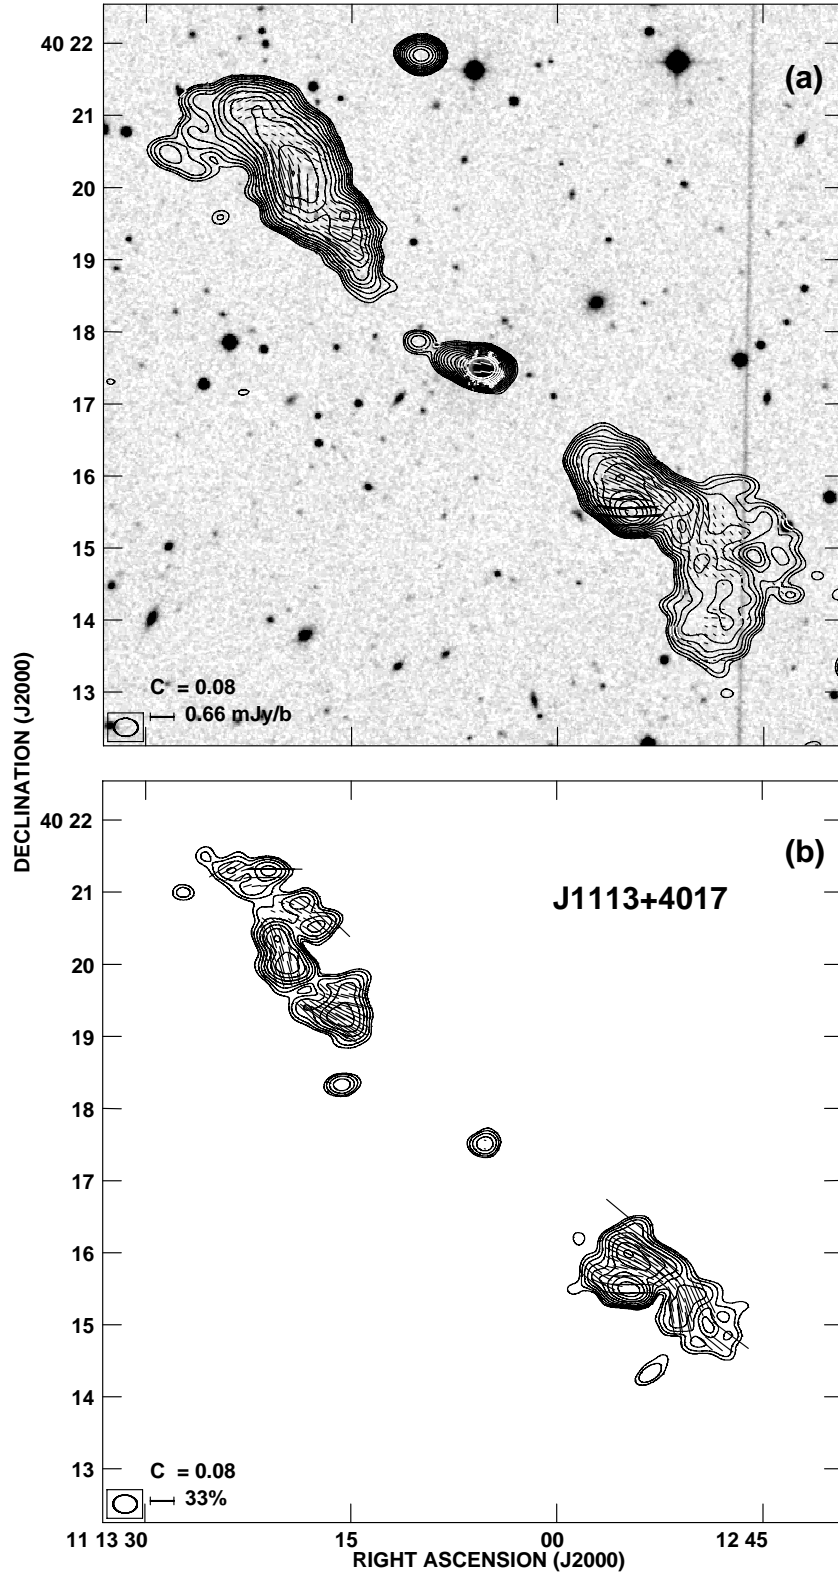 (a)
40 22
21
20
19
18
17
16
15
14
13
C = 0.08
0.66 mJy/b
DECLINATION (J2000)
(b)
40 22
J1113+4017
21
20
19
18
17
16
15
14
13
C = 0.08
33%
11 13 30 15 00 12 45
RIGHT ASCENSION (J2000)